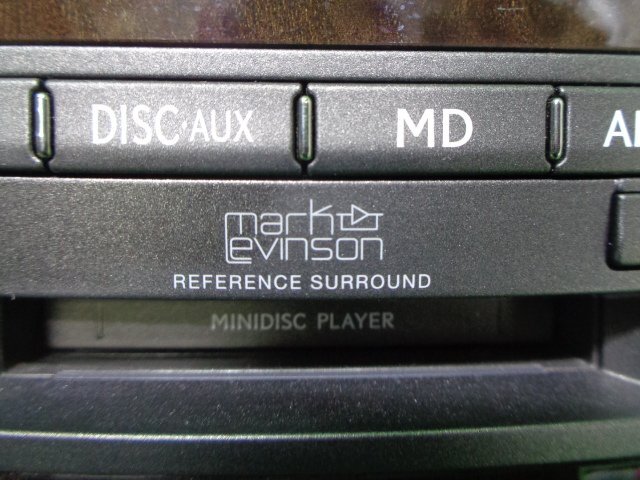 DISC·AUX MD
mark
Levinson
REFERENCE SURROUND
MINIDISC PLAYER